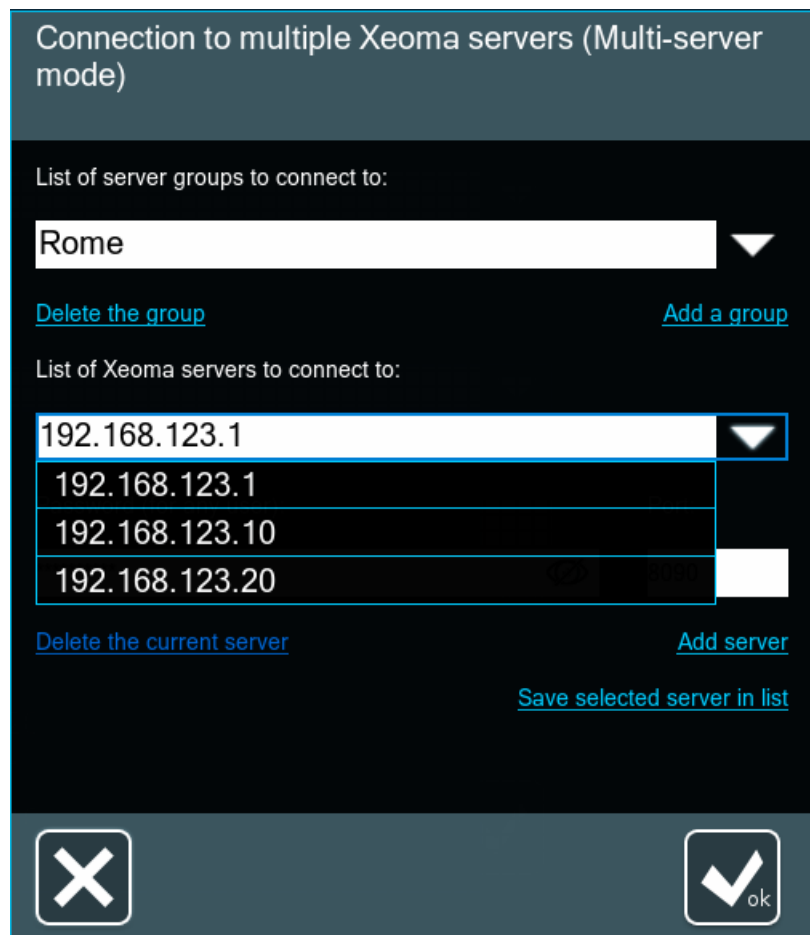 Connection to multiple Xeoma servers (Multi-server
mode)
List of server groups to connect to:
Rome
Delete the group
Add a group
List of Xeoma servers to connect to:
192.168.123.1
192.168.123.1
192.168.123.10
192.168.123.20
8090
Delete the current server
Add server
Save selected server in list
ok